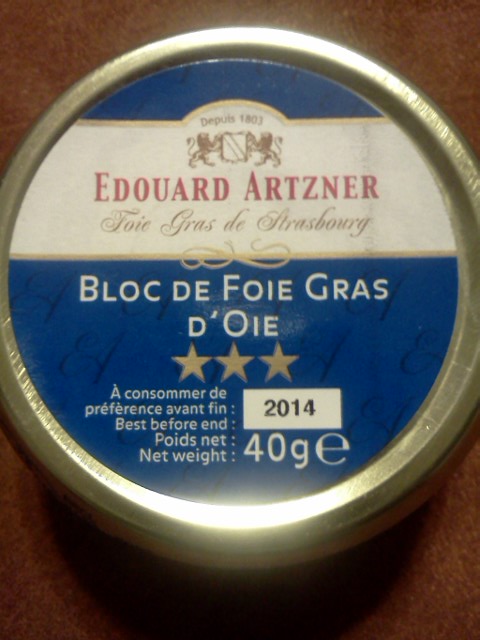 Depuis 1803
EDOUARD ARTZNER
Foie Gras de Strasbourg
BLOC DE FOIE GRAS
D'OIE
À consommer de
préférence avant fin :
Best before end :
2014
Poids net :
Net weight :
40g℮